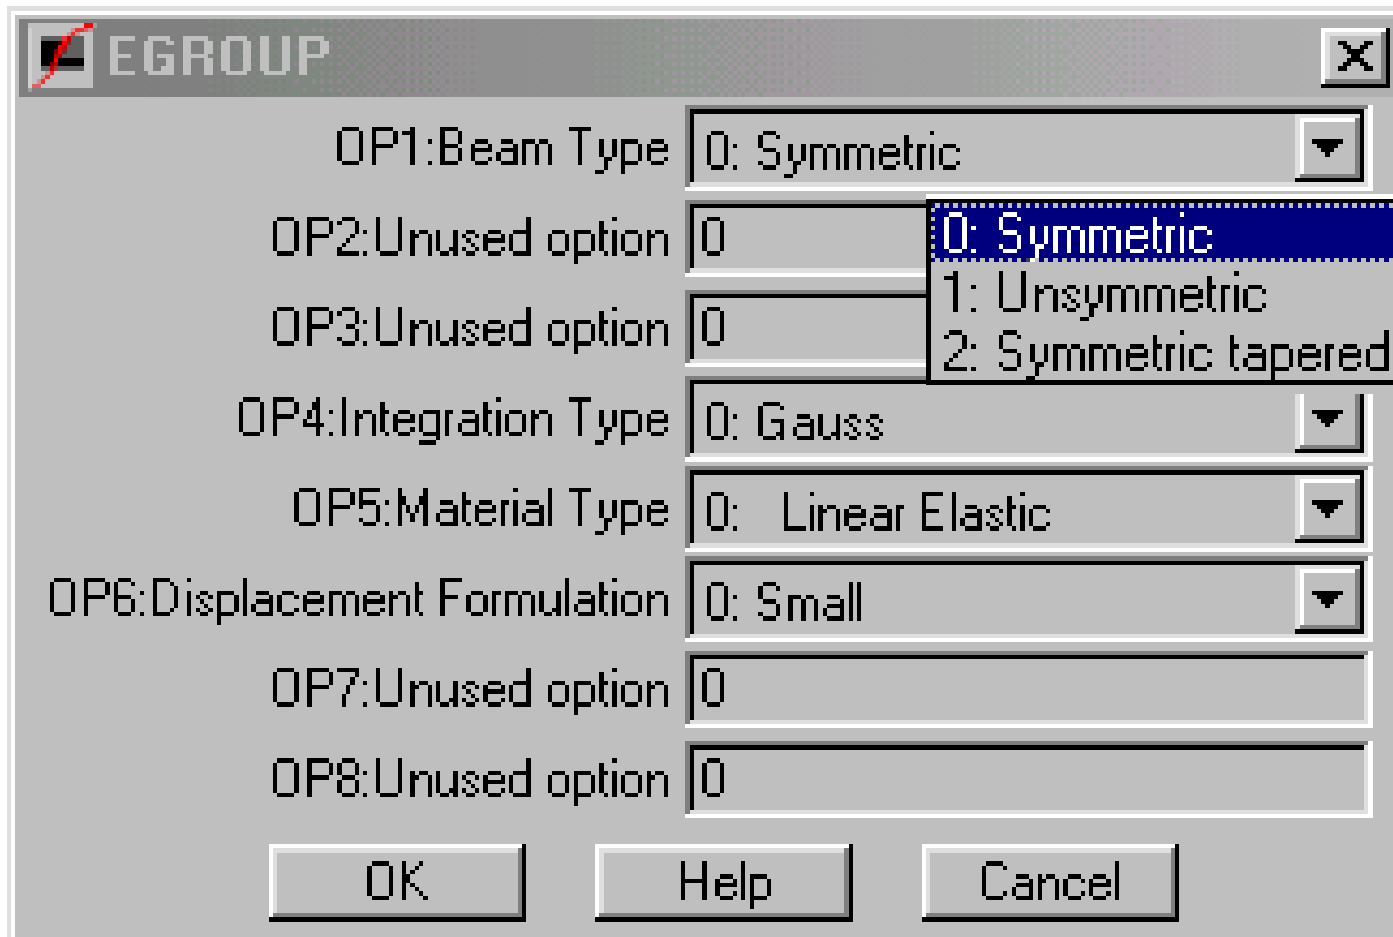 EGROUP
OP1:Beam Type 0: Symmetric
0: Symmetric
OP2:Unused option 0
1: Unsymmetric
OP3:Unused option 0
2: Symmetric tapered
OP4:Integration Type 0: Gauss
OP5:Material Type 0: Linear Elastic
OP6:Displacement Formulation 0: Small
OP7:Unused option 0
OP8:Unused option 0
OK Help Cancel